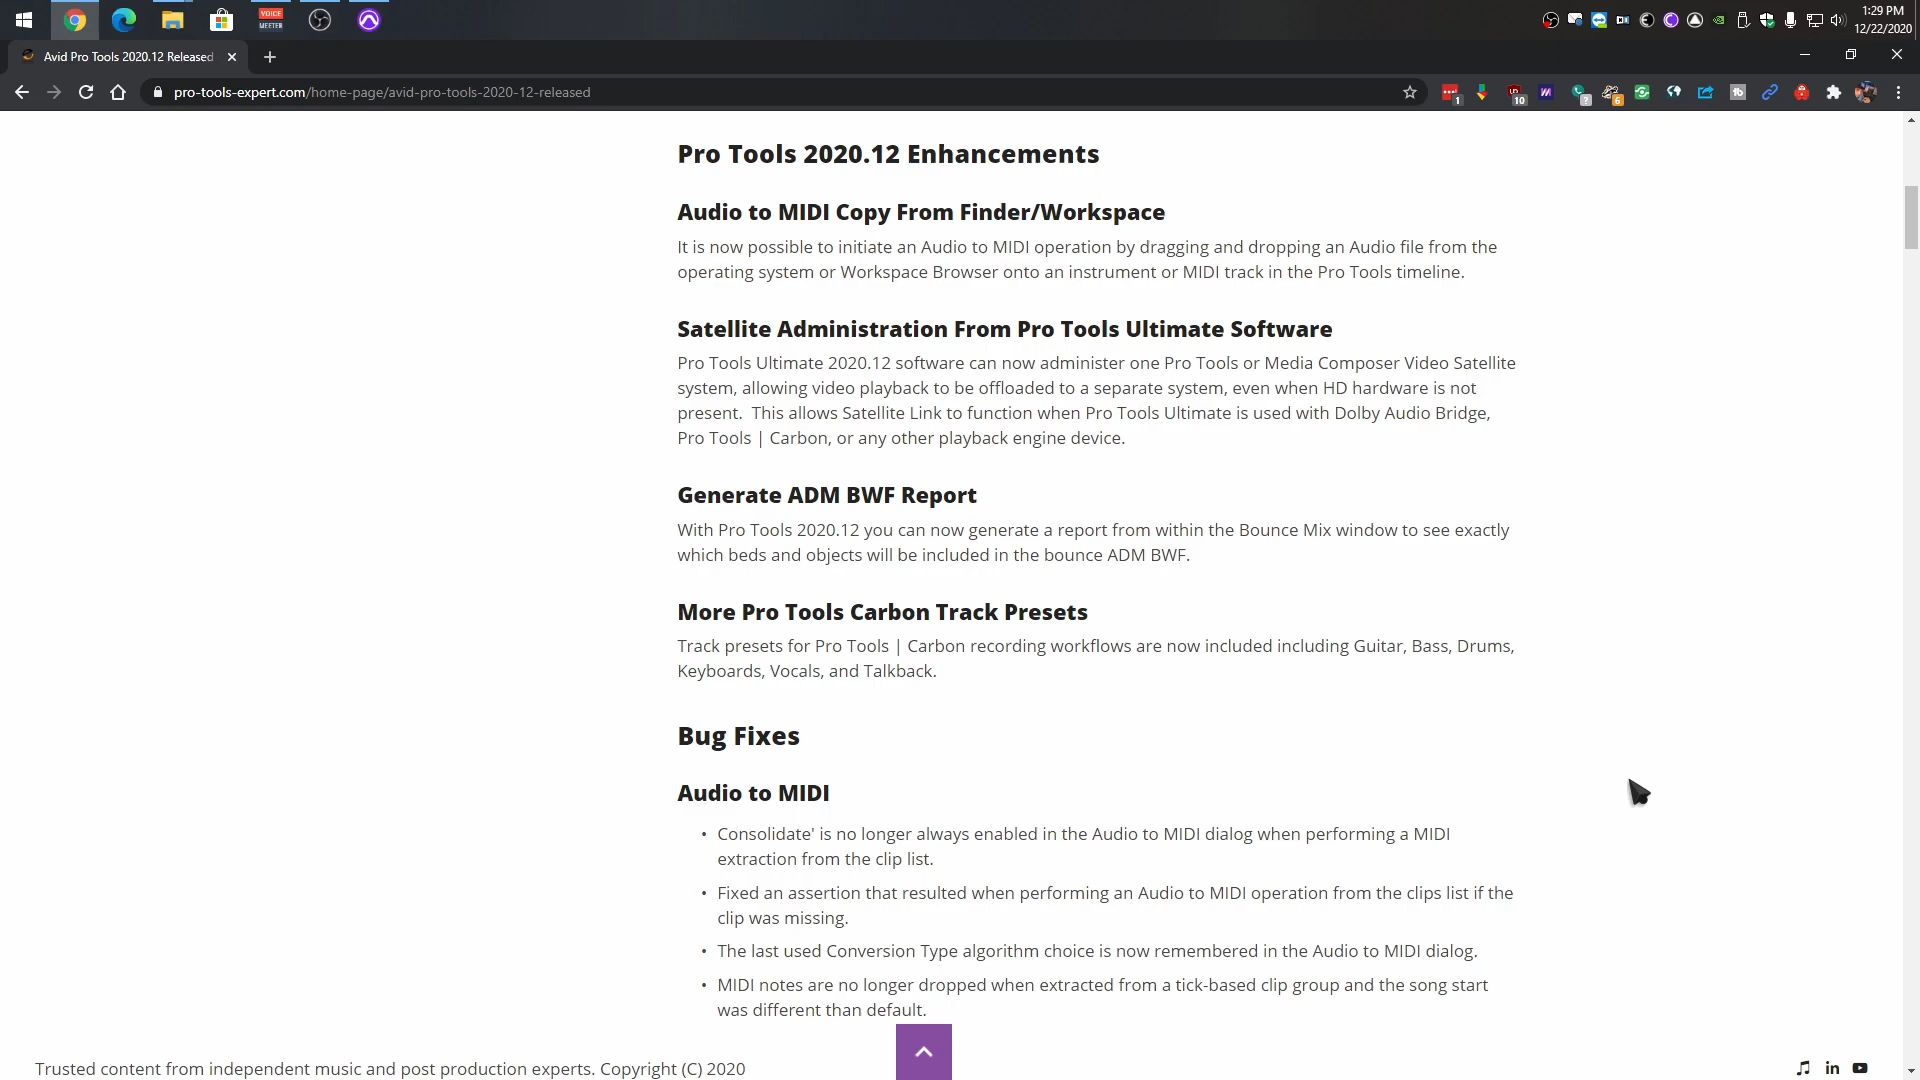 VOICE
MEETER
1:29 PM
12/22/2020
Avid Pro Tools 2020.12 Released
pro-tools-expert.com/home-page/avid-pro-tools-2020-12-released
1
10
?
6
Pro Tools 2020.12 Enhancements
Audio to MIDI Copy From Finder/Workspace
It is now possible to initiate an Audio to MIDI operation by dragging and dropping an Audio file from the
operating system or Workspace Browser onto an instrument or MIDI track in the Pro Tools timeline.
Satellite Administration From Pro Tools Ultimate Software
Pro Tools Ultimate 2020.12 software can now administer one Pro Tools or Media Composer Video Satellite
system, allowing video playback to be offloaded to a separate system, even when HD hardware is not
present.  This allows Satellite Link to function when Pro Tools Ultimate is used with Dolby Audio Bridge,
Pro Tools | Carbon, or any other playback engine device.
Generate ADM BWF Report
With Pro Tools 2020.12 you can now generate a report from within the Bounce Mix window to see exactly
which beds and objects will be included in the bounce ADM BWF.
More Pro Tools Carbon Track Presets
Track presets for Pro Tools | Carbon recording workflows are now included including Guitar, Bass, Drums,
Keyboards, Vocals, and Talkback.
Bug Fixes
Audio to MIDI
• Consolidate' is no longer always enabled in the Audio to MIDI dialog when performing a MIDI
extraction from the clip list.
• Fixed an assertion that resulted when performing an Audio to MIDI operation from the clips list if the
clip was missing.
• The last used Conversion Type algorithm choice is now remembered in the Audio to MIDI dialog.
• MIDI notes are no longer dropped when extracted from a tick-based clip group and the song start
was different than default.
Trusted content from independent music and post production experts. Copyright (C) 2020